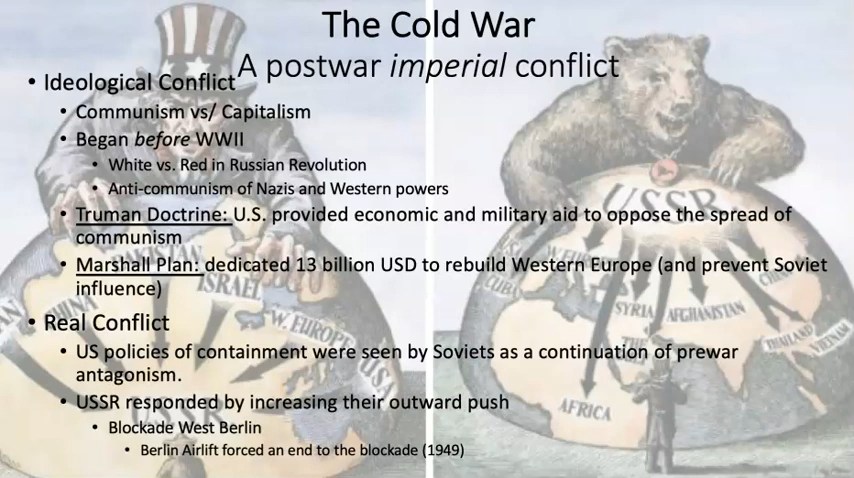 The Cold War
A postwar imperial conflict
• Ideological Conflict
• Communism vs/ Capitalism
• Began before WWII
• White vs. Red in Russian Revolution
• Anti-communism of Nazis and Western powers
• Truman Doctrine: U.S. provided economic and military aid to oppose the spread of
communism
• Marshall Plan: dedicated 13 billion USD to rebuild Western Europe (and prevent Soviet
influence)
• Real Conflict
• US policies of containment were seen by Soviets as a continuation of prewar
antagonism.
• USSR responded by increasing their outward push
• Blockade West Berlin
• Berlin Airlift forced an end to the blockade (1949)
CHINA
PAKISTAN
ISRAEL
W. EUROPE
USA
USSR
USSR
CUBA
SYRIA
AFGHANISTAN
THAILAND
VIETNAM
AFRICA